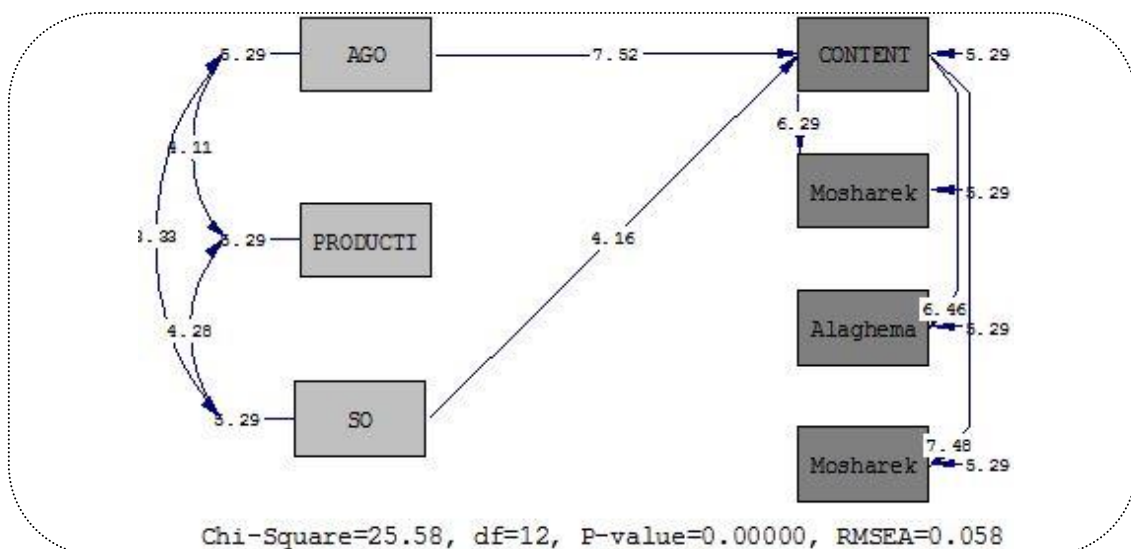 5.29
AGO
7.52
CONTENT
5.29
6.29
4.11
Mosharek
5.29
5.29
PRODUCTI
4.16
6.46
Alaghema
5.29
4.28
5.29
SO
7.48
Mosharek
5.29
Chi-Square=25.58, df=12, P-value=0.00000, RMSEA=0.058